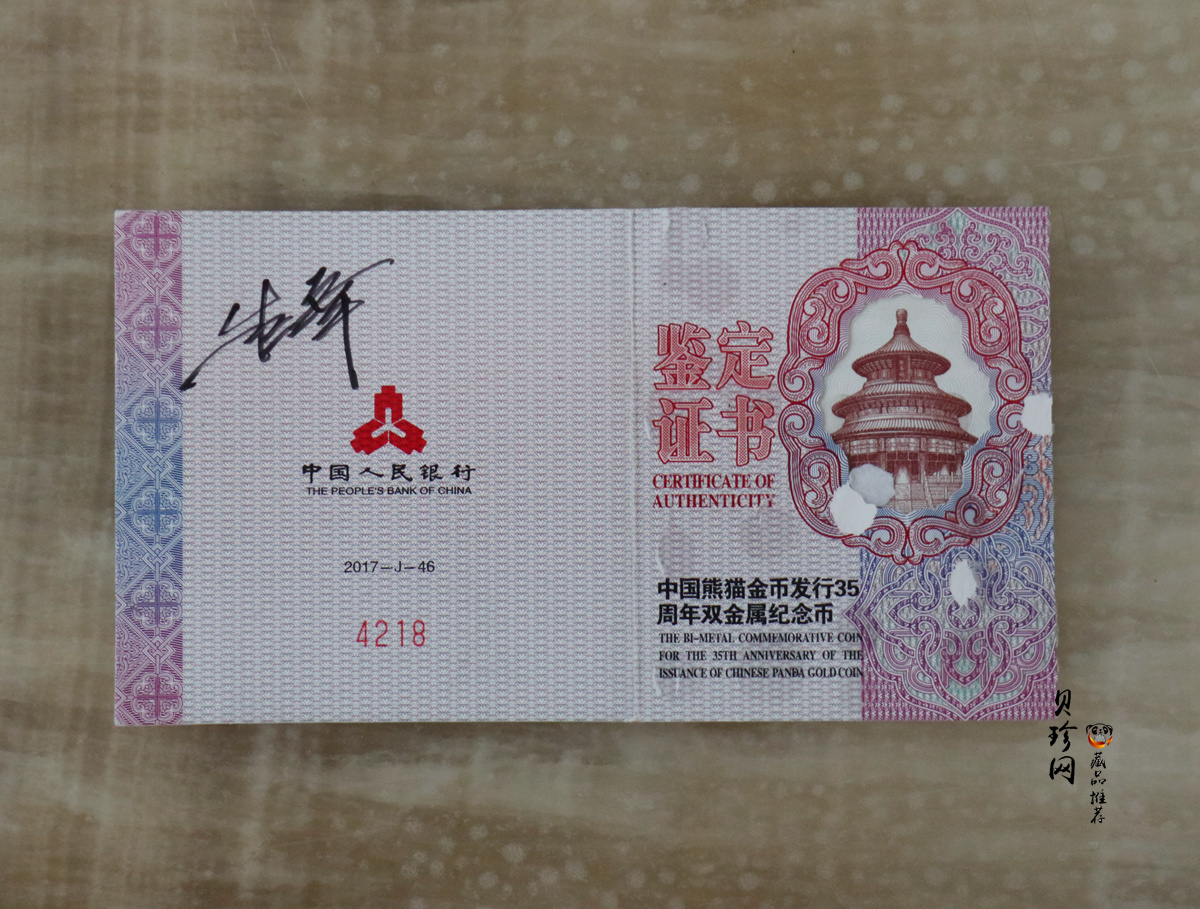 中国人民银行
THE PEOPLE'S BANK OF CHINA
2017—J—46
4218
鉴定
证书
CERTIFICATE OF
AUTHENTICITY
中国熊猫金币发行35
周年双金属纪念币
THE BI-METAL COMMEMORATIVE COIN
FOR THE 35TH ANNIVERSARY OF THE
ISSUANCE OF CHINESE PANDA GOLD COIN
贝珍网
藏品推荐